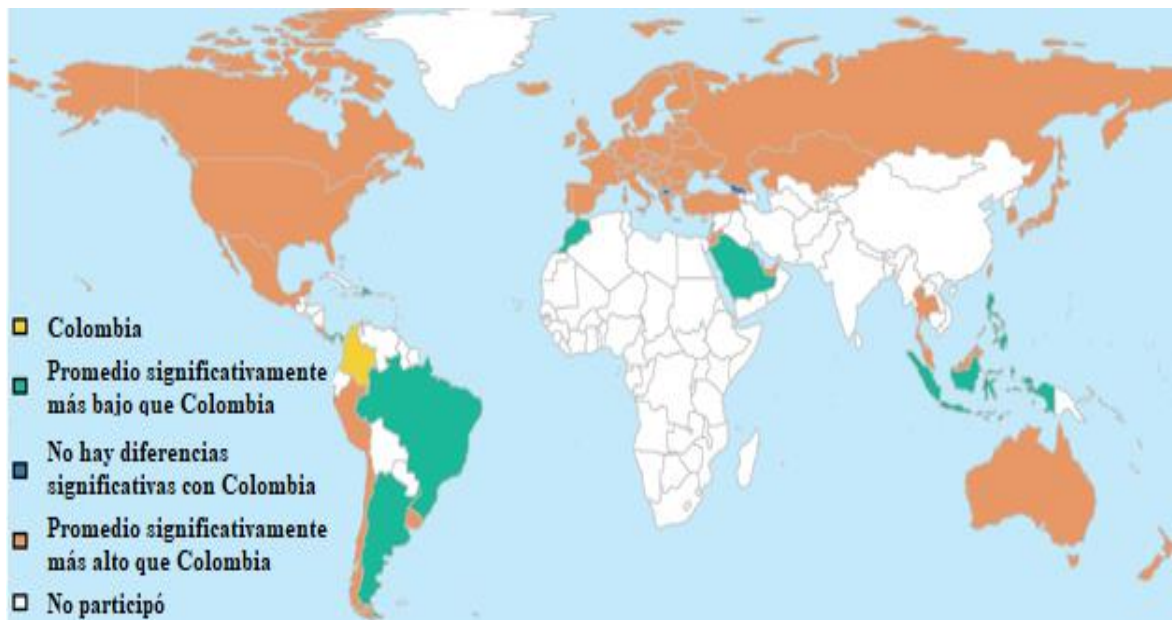 Colombia
Promedio significativamente
más bajo que Colombia
No hay diferencias
significativas con Colombia
Promedio significativamente
más alto que Colombia
No participó